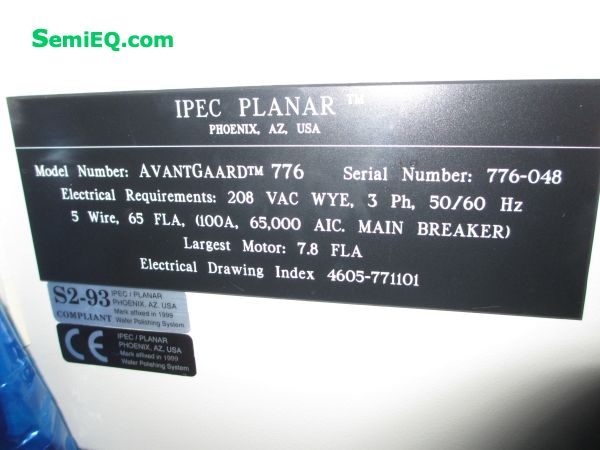 SemiEQ.com
IPEC PLANAR™
PHOENIX, AZ, USA
Model Number: AVANTGAARD™ 776 Serial Number: 776-048
Electrical Requirements: 208 VAC WYE, 3 Ph, 50/60 Hz
5 Wire, 65 FLA, (100A, 65,000 AIC. MAIN BREAKER)
Largest Motor: 7.8 FLA
Electrical Drawing Index 4605-771101
S2-93
COMPLIANT
IPEC / PLANAR
PHOENIX, AZ, USA
Mark affixed in 1999
Wafer Polishing System
CE
IPEC / PLANAR
PHOENIX, AZ, USA
Mark affixed in 1999
Wafer Polishing System